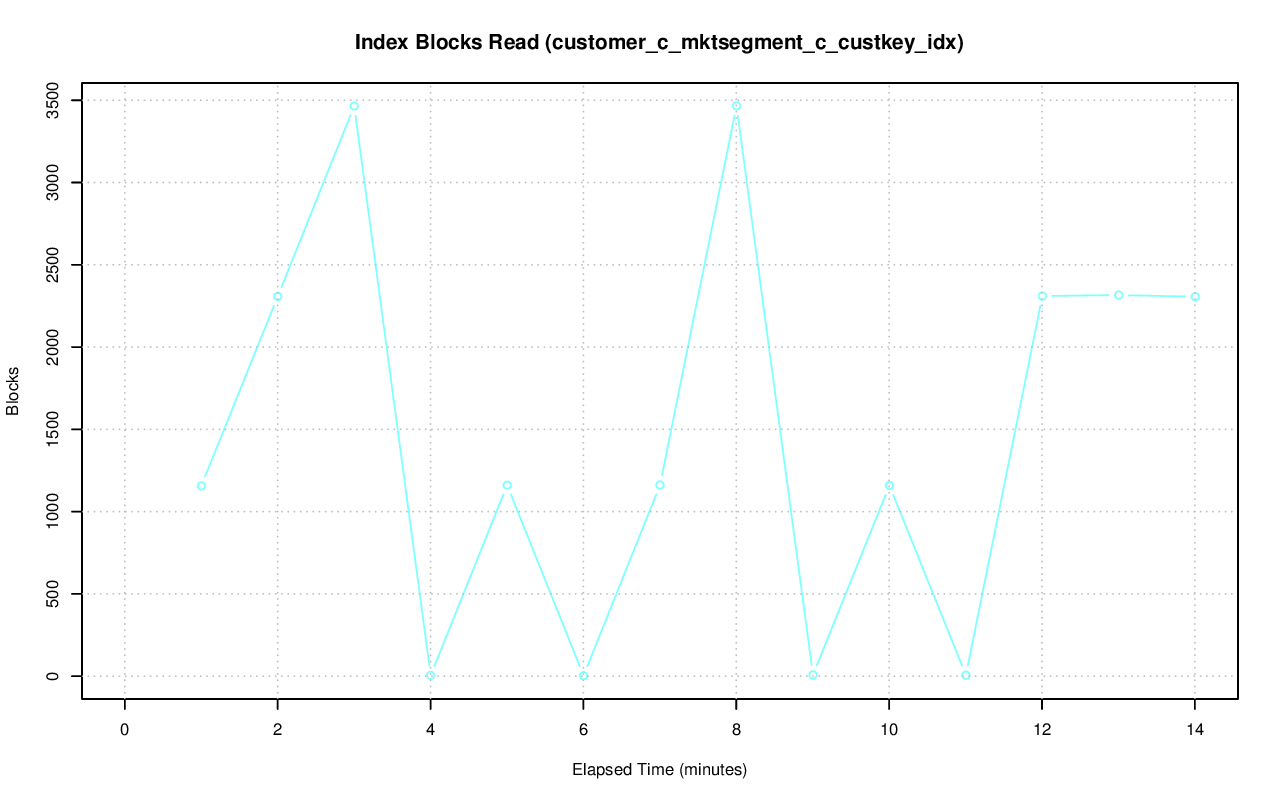 Index Blocks Read (customer_c_mktsegment_c_custkey_idx)
3500
3000
2500
2000
1500
1000
500
0
Blocks
0 2 4 6 8 10 12 14
Elapsed Time (minutes)